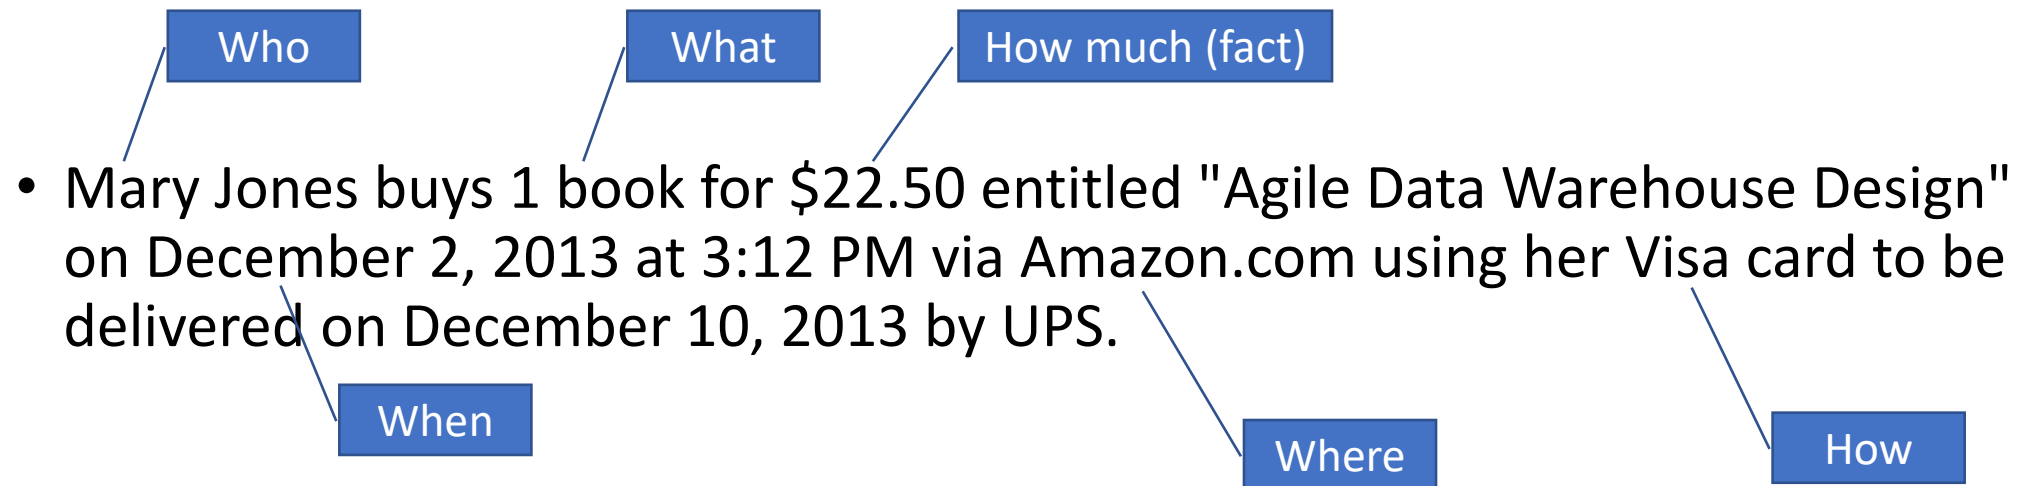 Who
What
How much (fact)
• Mary Jones buys 1 book for $22.50 entitled "Agile Data Warehouse Design"
on December 2, 2013 at 3:12 PM via Amazon.com using her Visa card to be
delivered on December 10, 2013 by UPS.
When
Where
How